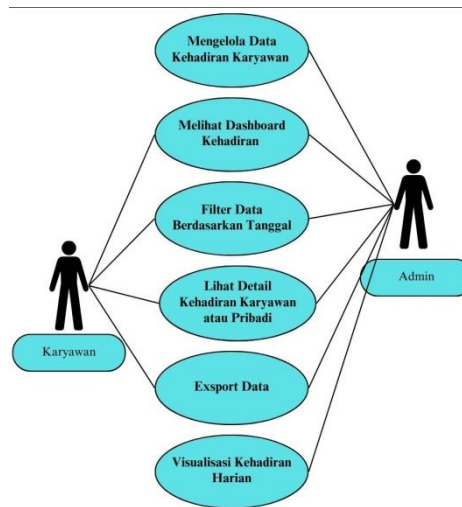 Mengelola Data
Kehadiran Karyawan
Melihat Dashboard
Kehadiran
Filter Data
Berdasarkan Tanggal
Lihat Detail
Kehadiran Karyawan
atau Pribadi
Exsport Data
Visualisasi Kehadiran
Harian
Karyawan
Admin